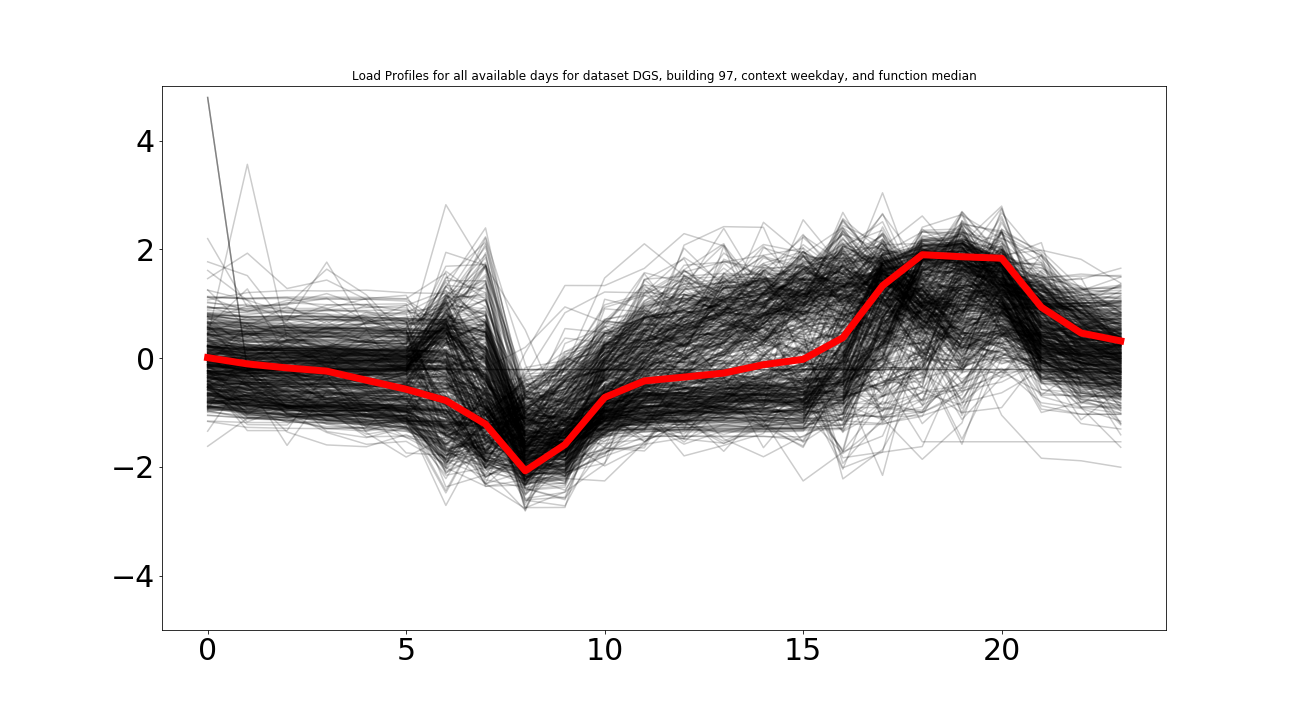 Load Profiles for all available days for dataset DGS, building 97, context weekday, and function median
4
2
0
−2
−4
0 5 10 15 20